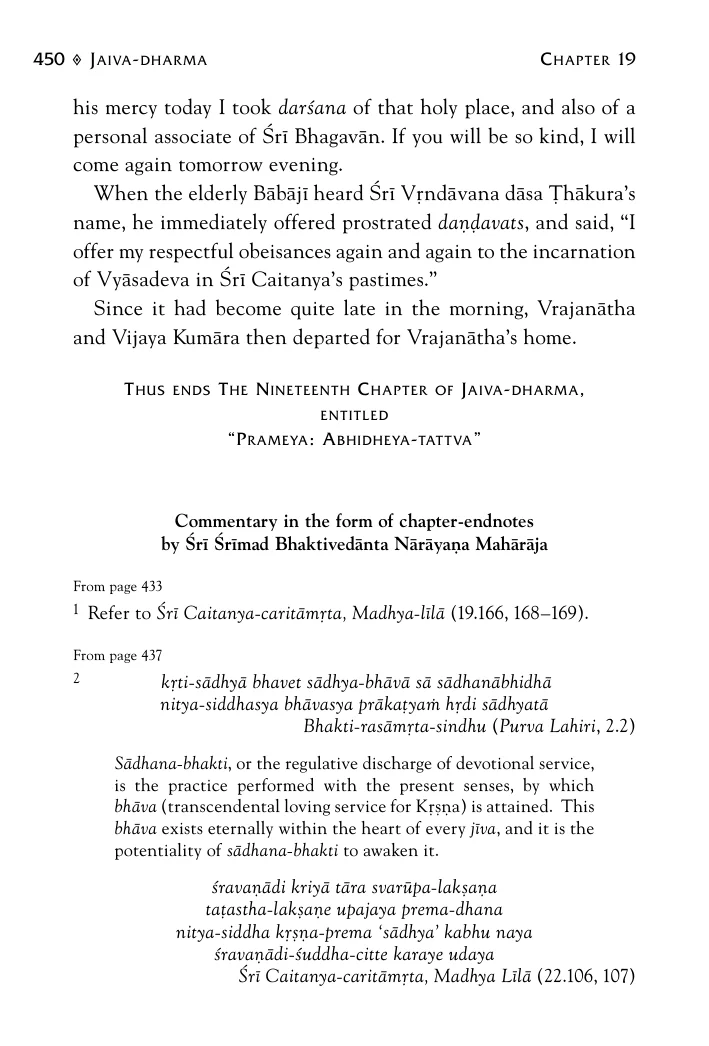 450 ⟡ Jaiva-dharma Chapter 19
his mercy today I took darśana of that holy place, and also of a
personal associate of Śrī Bhagavān. If you will be so kind, I will
come again tomorrow evening.
When the elderly Bābājī heard Śrī Vṛndāvana dāsa Ṭhākura’s
name, he immediately offered prostrated daṇḍavats, and said, “I
offer my respectful obeisances again and again to the incarnation
of Vyāsadeva in Śrī Caitanya’s pastimes.”
Since it had become quite late in the morning, Vrajanātha
and Vijaya Kumāra then departed for Vrajanātha’s home.
Thus ends The Nineteenth Chapter of Jaiva-dharma,
entitled
“Prameya: Abhidheya-tattva”
Commentary in the form of chapter-endnotes
by Śrī Śrīmad Bhaktivedānta Nārāyaṇa Mahārāja
From page 433
1 Refer to Śrī Caitanya-caritāmṛta, Madhya-līlā (19.166, 168–169).
From page 437
2 kṛti-sādhyā bhavet sādhya-bhāvā sā sādhanābhidhā
nitya-siddhasya bhāvasya prākaṭyaṁ hṛdi sādhyatā
Bhakti-rasāmṛta-sindhu (Purva Lahiri, 2.2)
Sādhana-bhakti, or the regulative discharge of devotional service,
is the practice performed with the present senses, by which
bhāva (transcendental loving service for Kṛṣṇa) is attained. This
bhāva exists eternally within the heart of every jīva, and it is the
potentiality of sādhana-bhakti to awaken it.
śravaṇādi kriyā tāra svarūpa-lakṣaṇa
taṭastha-lakṣaṇe upajaya prema-dhana
nitya-siddha kṛṣṇa-prema ‘sādhya’ kabhu naya
śravaṇādi-śuddha-citte karaye udaya
Śrī Caitanya-caritāmṛta, Madhya Līlā (22.106, 107)